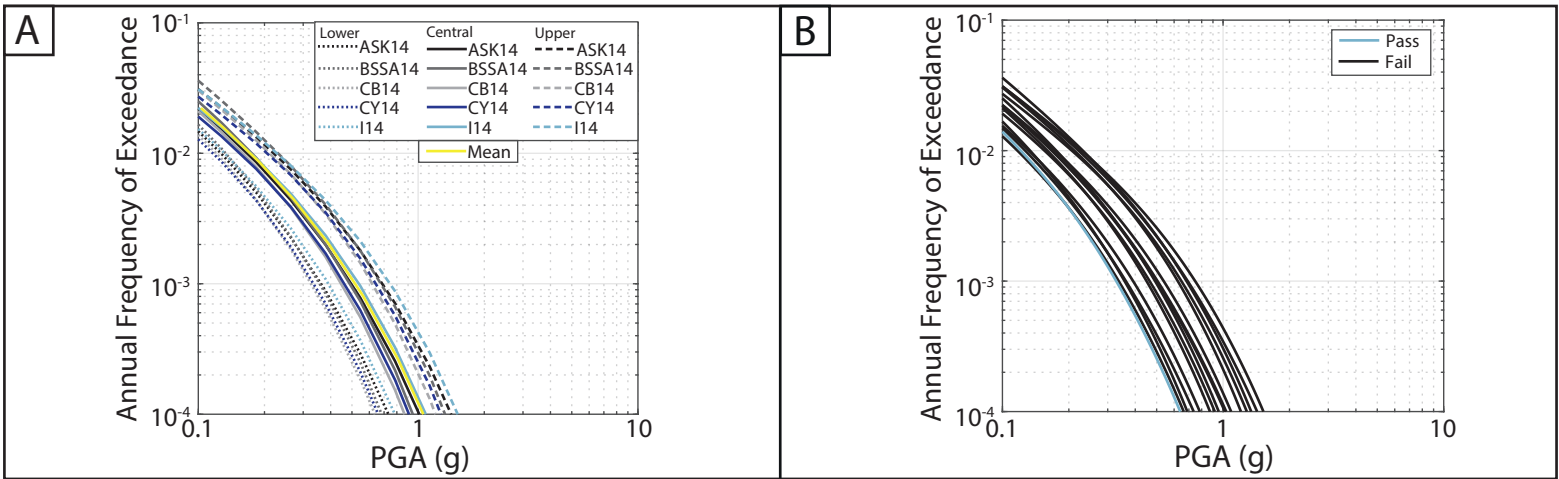 A
Annual Frequency of Exceedance
10-1
10-2
10-3
10-4
0.1
1
10
PGA (g)
Lower Central Upper
ASK14 ASK14 ASK14
BSSA14 BSSA14 BSSA14
CB14 CB14 CB14
CY14 CY14 CY14
I14 I14 I14
Mean
B
Annual Frequency of Exceedance
10-1
10-2
10-3
10-4
0.1
1
10
PGA (g)
Pass
Fail